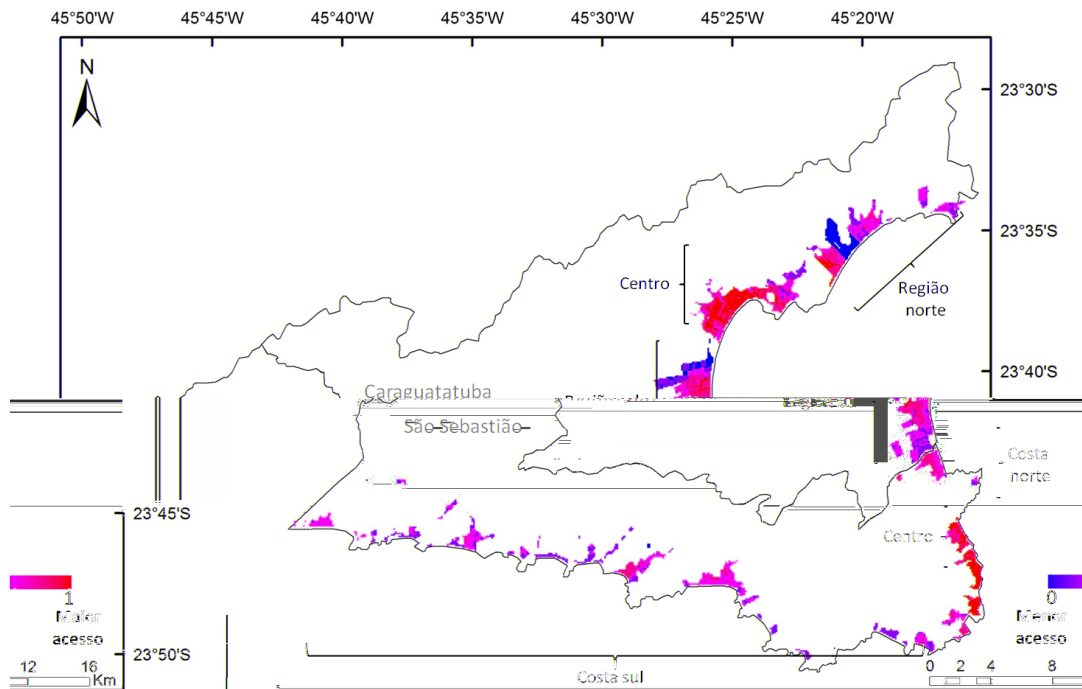 45°50'W 45°45'W 45°40'W 45°35'W 45°30'W 45°25'W 45°20'W
N
23°30'S
23°35'S
Centro
Região
norte
23°40'S
Caraguatatuba
São Sebastião
Costa
norte
23°45'S
Centro
1
Maior
acesso
0
Menor
acesso
23°50'S
12 16
Km
0 2 4 8
Costa sul